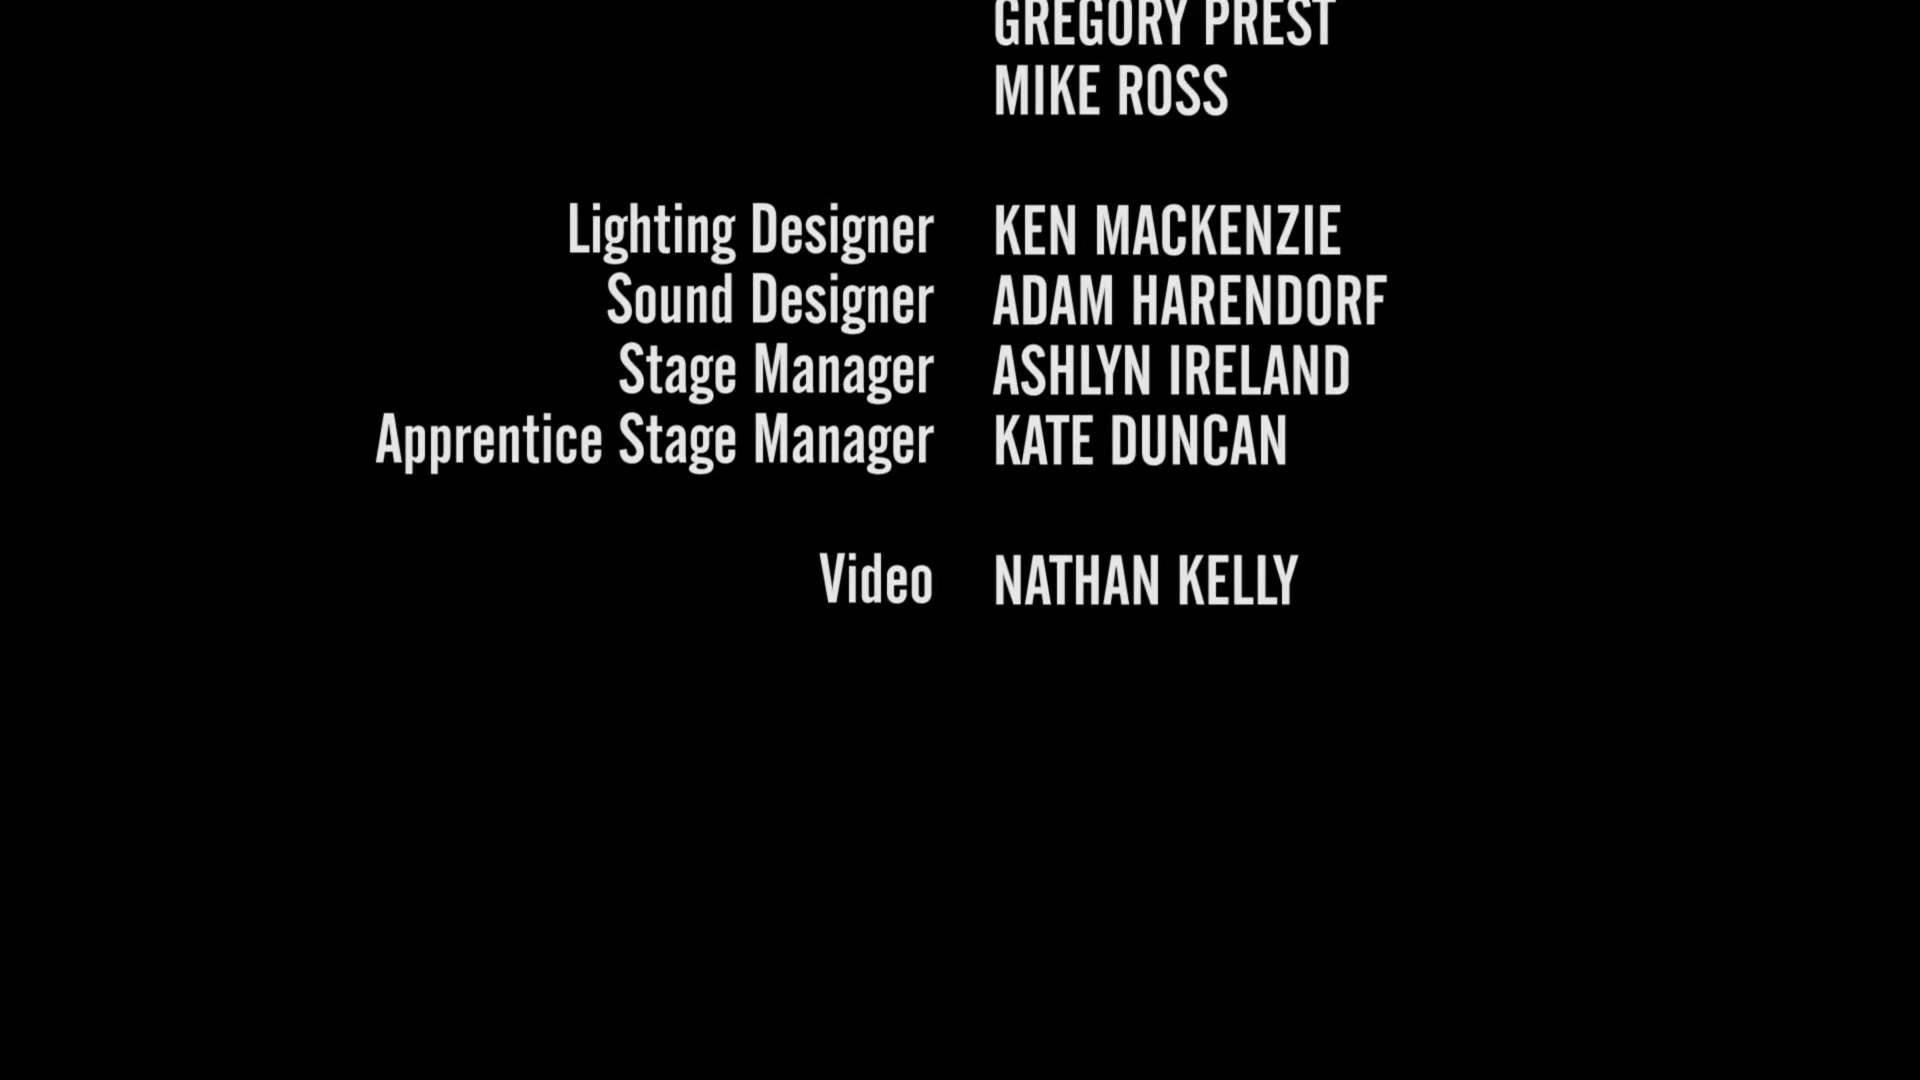 GREGORY PREST
MIKE ROSS
Lighting Designer KEN MACKENZIE
Sound Designer ADAM HARENDORF
Stage Manager ASHLYN IRELAND
Apprentice Stage Manager KATE DUNCAN
Video NATHAN KELLY